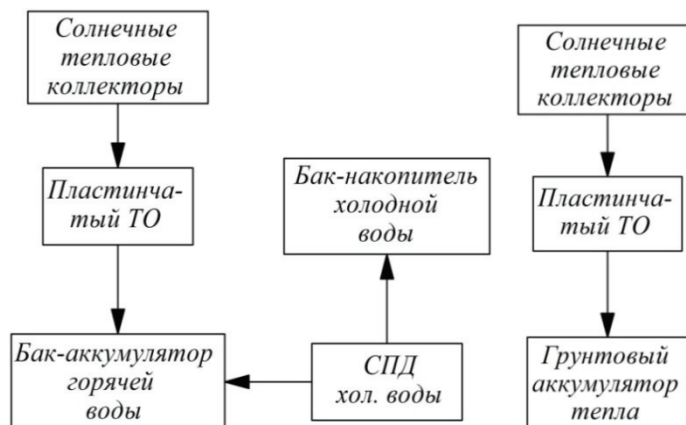 Солнечные
тепловые
коллекторы
Пластинча-
тый ТО
Бак-аккумулятор
горячей
воды
Бак-накопитель
холодной
воды
СПД
хол. воды
Солнечные
тепловые
коллекторы
Пластинча-
тый ТО
Грунтовый
аккумулятор
тепла